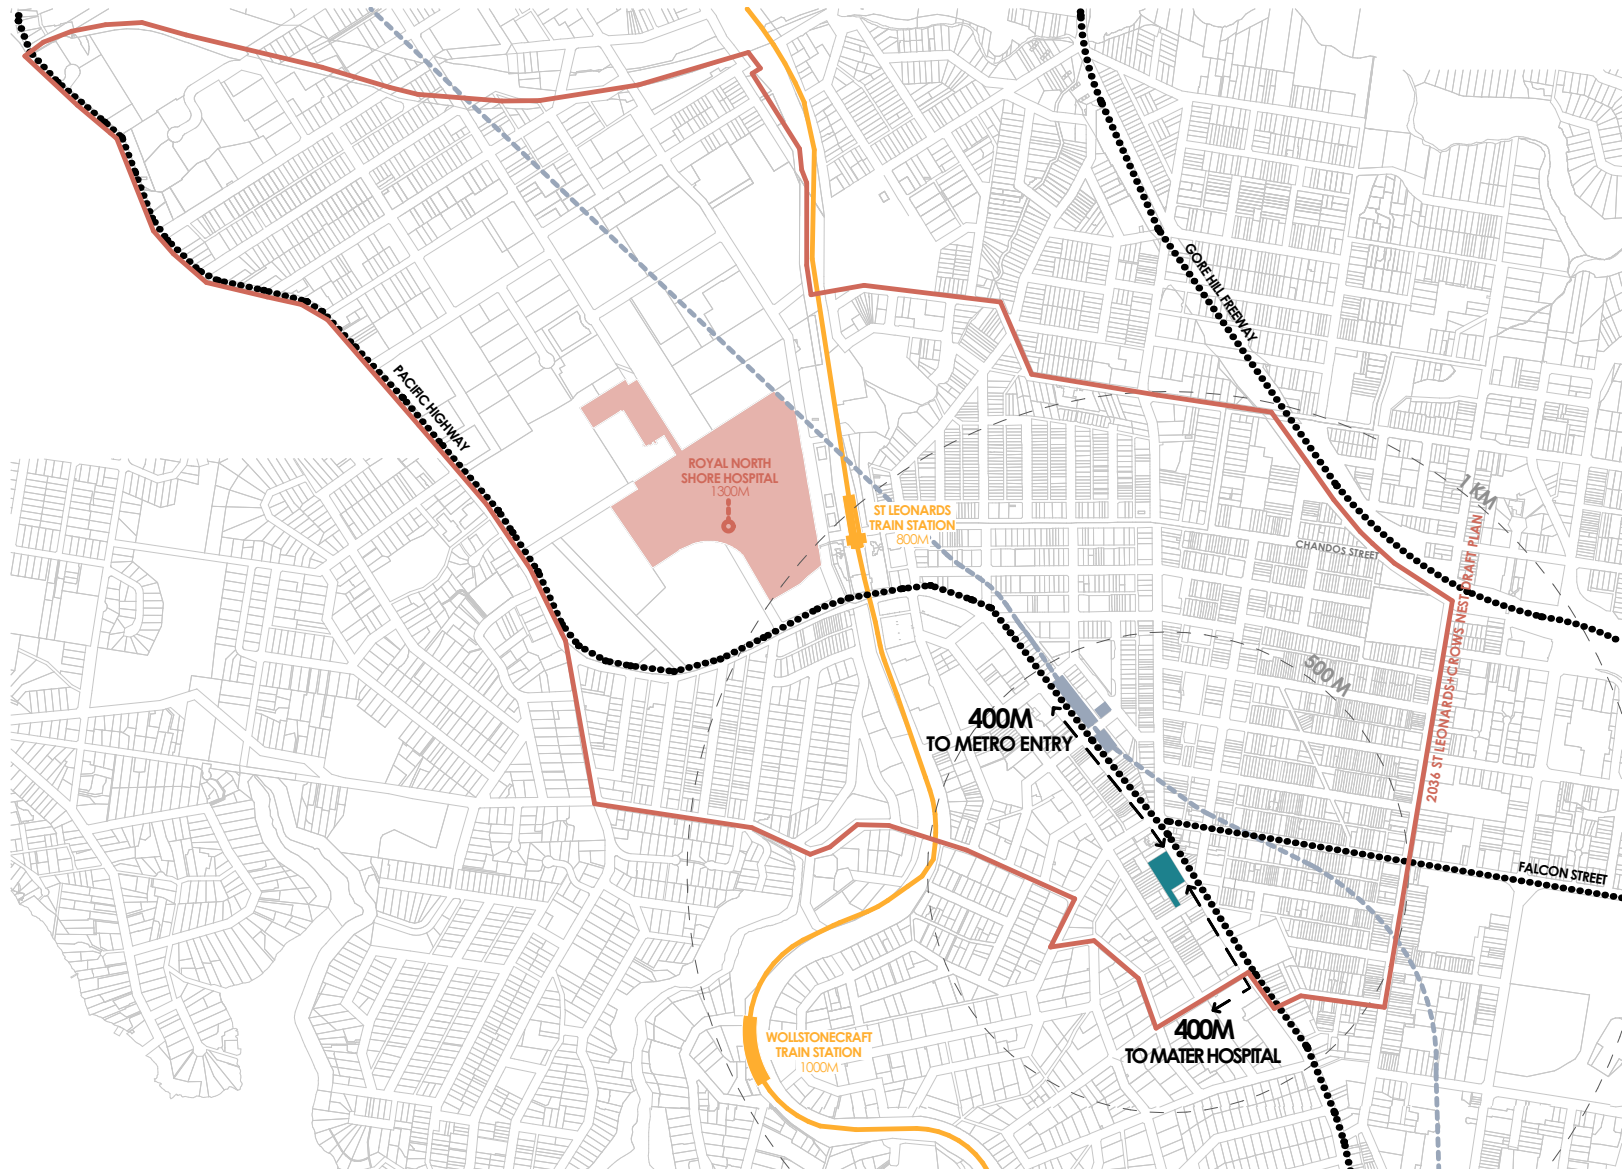 GORE HILL FREEWAY
PACIFIC HIGHWAY
ROYAL NORTH
SHORE HOSPITAL
1300M
1 KM
ST LEONARDS
TRAIN STATION
800M
CHANDOS STREET
2036 ST LEONARDS+CROWS NEST DRAFT PLAN
500 M
400M
TO METRO ENTRY
FALCON STREET
WOLLSTONECRAFT
TRAIN STATION
1000M
400M
TO MATER HOSPITAL